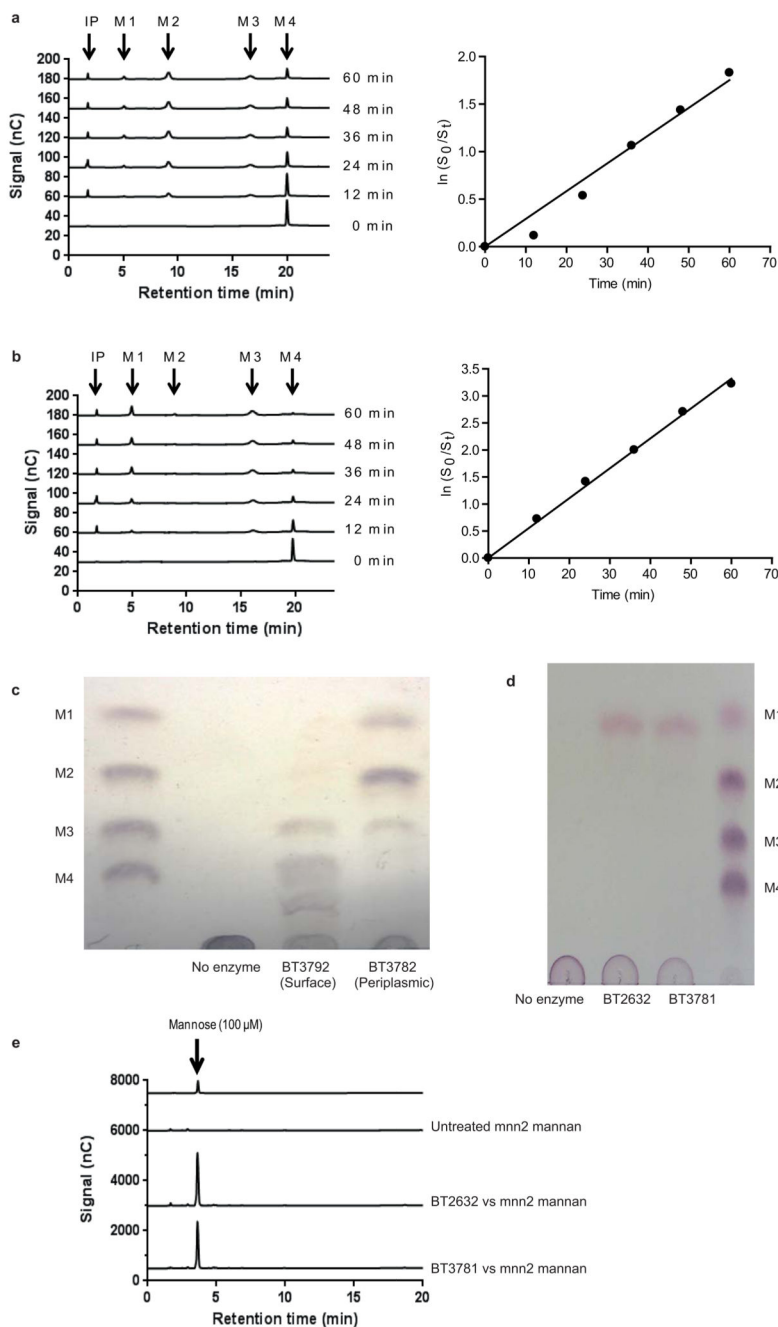 a
IP M1 M2 M3 M4
200
180
160
140
120
100
80
60
40
20
0
Signal (nC)
60 min
48 min
36 min
24 min
12 min
0 min
0 5 10 15 20
Retention time (min)
2.0
1.5
1.0
0.5
0.0
ln (S0/St)
0 10 20 30 40 50 60 70
Time (min)
b
IP M1 M2 M3 M4
200
180
160
140
120
100
80
60
40
20
0
Signal (nC)
60 min
48 min
36 min
24 min
12 min
0 min
0 5 10 15 20
Retention time (min)
3.5
3.0
2.5
2.0
1.5
1.0
0.5
0.0
ln (S0/St)
0 10 20 30 40 50 60 70
Time (min)
c
M1
M2
M3
M4
No enzyme BT3792 BT3782
(Surface) (Periplasmic)
d
M1
M2
M3
M4
No enzyme BT2632 BT3781
e
Mannose (100 µM)
8000
6000
4000
2000
0
Signal (nC)
Untreated mnn2 mannan
BT2632 vs mnn2 mannan
BT3781 vs mnn2 mannan
0 5 10 15 20
Retention time (min)